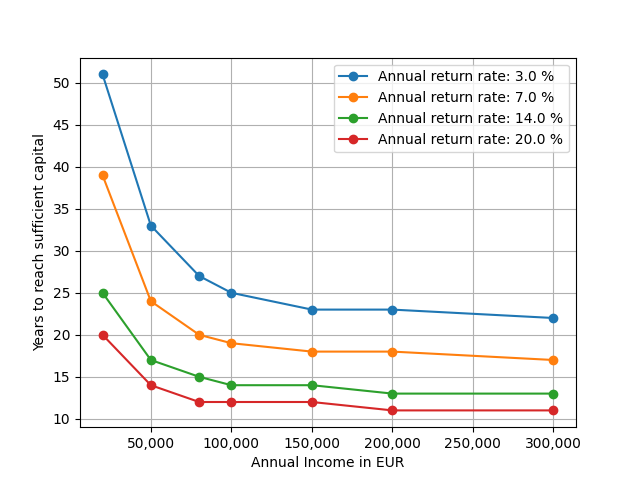 Annual return rate: 3.0 %
Annual return rate: 7.0 %
Annual return rate: 14.0 %
Annual return rate: 20.0 %
Years to reach sufficient capital
50
45
40
35
30
25
20
15
10
50,000 100,000 150,000 200,000 250,000 300,000
Annual Income in EUR